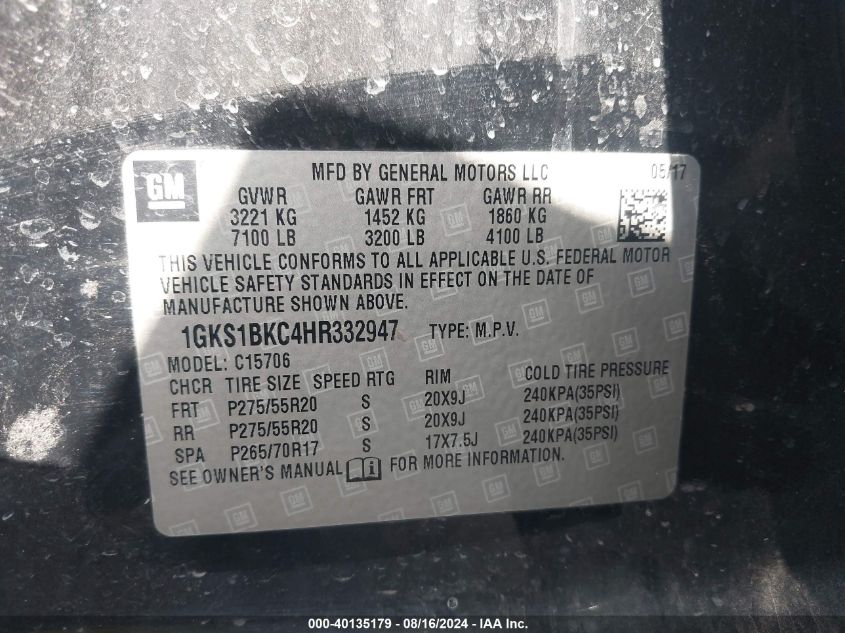 GM
MFD BY GENERAL MOTORS LLC 05/17
GVWR GAWR FRT GAWR RR
3221 KG 1452 KG 1860 KG
7100 LB 3200 LB 4100 LB
THIS VEHICLE CONFORMS TO ALL APPLICABLE U.S. FEDERAL MOTOR
VEHICLE SAFETY STANDARDS IN EFFECT ON THE DATE OF
MANUFACTURE SHOWN ABOVE.
1GKS1BKC4HR332947 TYPE: M.P.V.
MODEL: C15706
CHCR TIRE SIZE SPEED RTG RIM COLD TIRE PRESSURE
FRT P275/55R20 S 20X9J 240KPA(35PSI)
RR P275/55R20 S 20X9J 240KPA(35PSI)
SPA P265/70R17 S 17X7.5J 240KPA(35PSI)
SEE OWNER'S MANUAL FOR MORE INFORMATION.
000-40135179 - 08/16/2024 - IAA Inc.